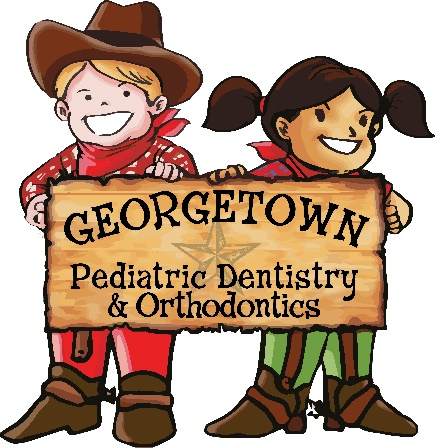 GEORGETOWN
Pediatric Dentistry
& Orthodontics